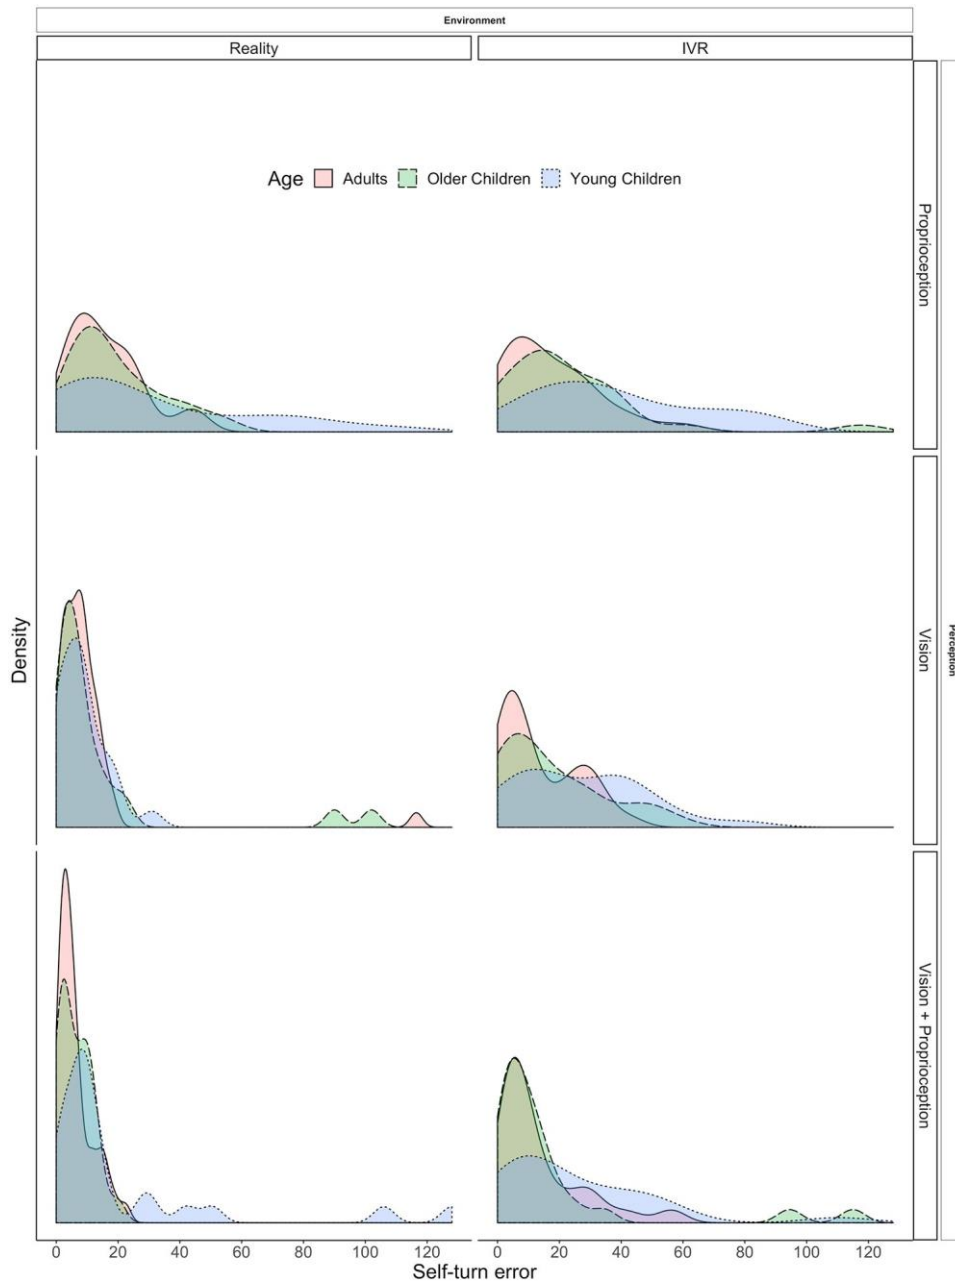 Environment
Reality IVR
Age Adults Older Children Young Children
Proprioception
Density
Vision
Perception
Vision + Proprioception
0 20 40 60 80 100 120 0 20 40 60 80 100 120
Self-turn error